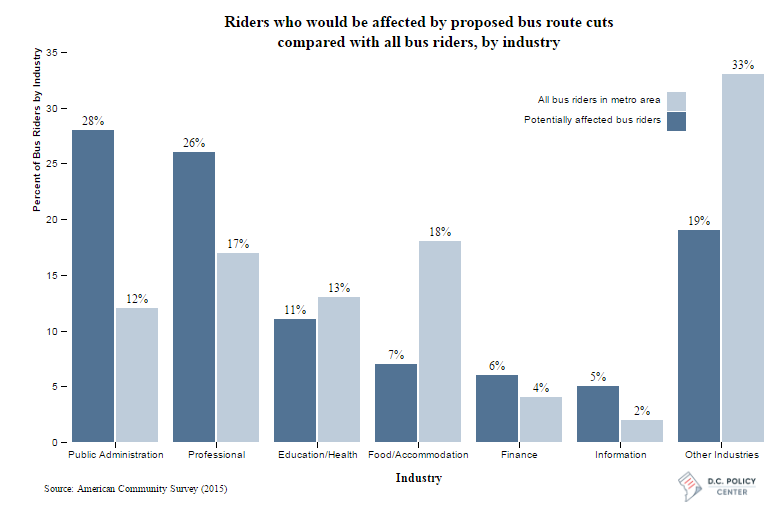 Riders who would be affected by proposed bus route cuts
compared with all bus riders, by industry
Percent of Bus Riders by Industry
35
30
25
20
15
10
5
0
All bus riders in metro area
Potentially affected bus riders
28%
12%
26%
17%
11%
13%
7%
18%
6%
4%
5%
2%
19%
33%
Public Administration
Professional
Education/Health
Food/Accommodation
Finance
Information
Other Industries
Industry
Source: American Community Survey (2015)
D.C. POLICY
CENTER